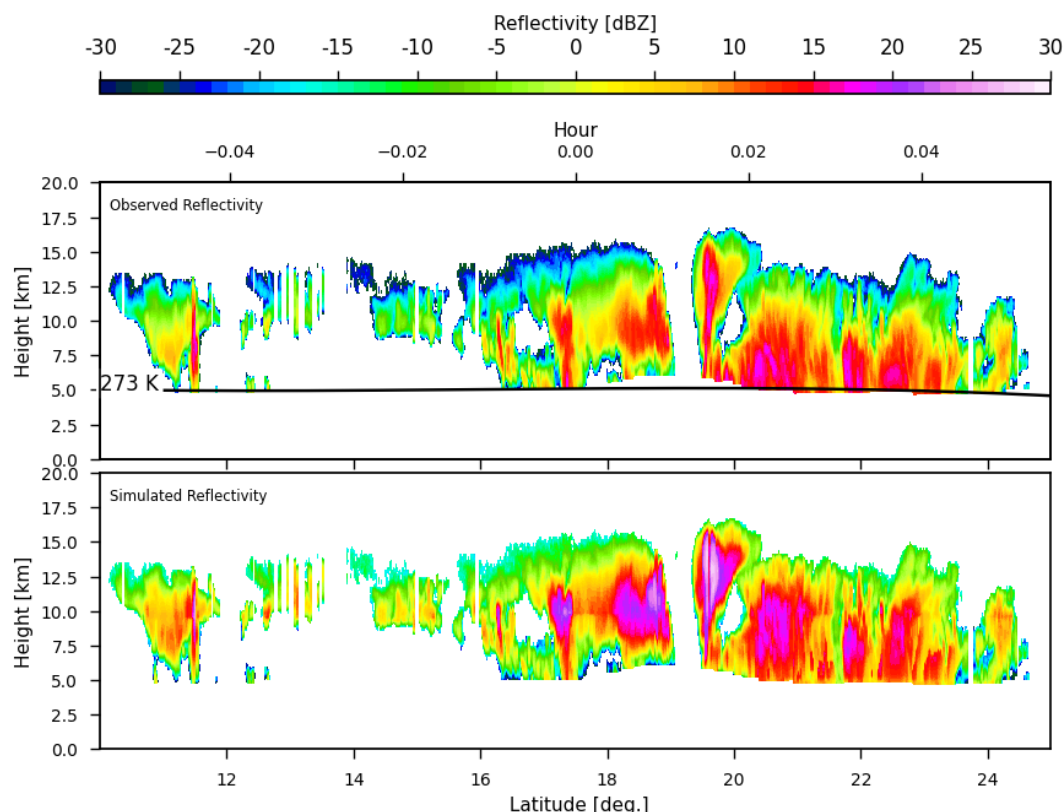 Reflectivity [dBZ]
-30 -25 -20 -15 -10 -5 0 5 10 15 20 25 30
Hour
−0.04 −0.02 0.00 0.02 0.04
20.0
Observed Reflectivity
17.5
15.0
12.5
Height [km]
10.0
7.5
273 K
5.0
2.5
0.0
20.0
Simulated Reflectivity
17.5
15.0
12.5
Height [km]
10.0
7.5
5.0
2.5
0.0
12 14 16 18 20 22 24
Latitude [deg.]